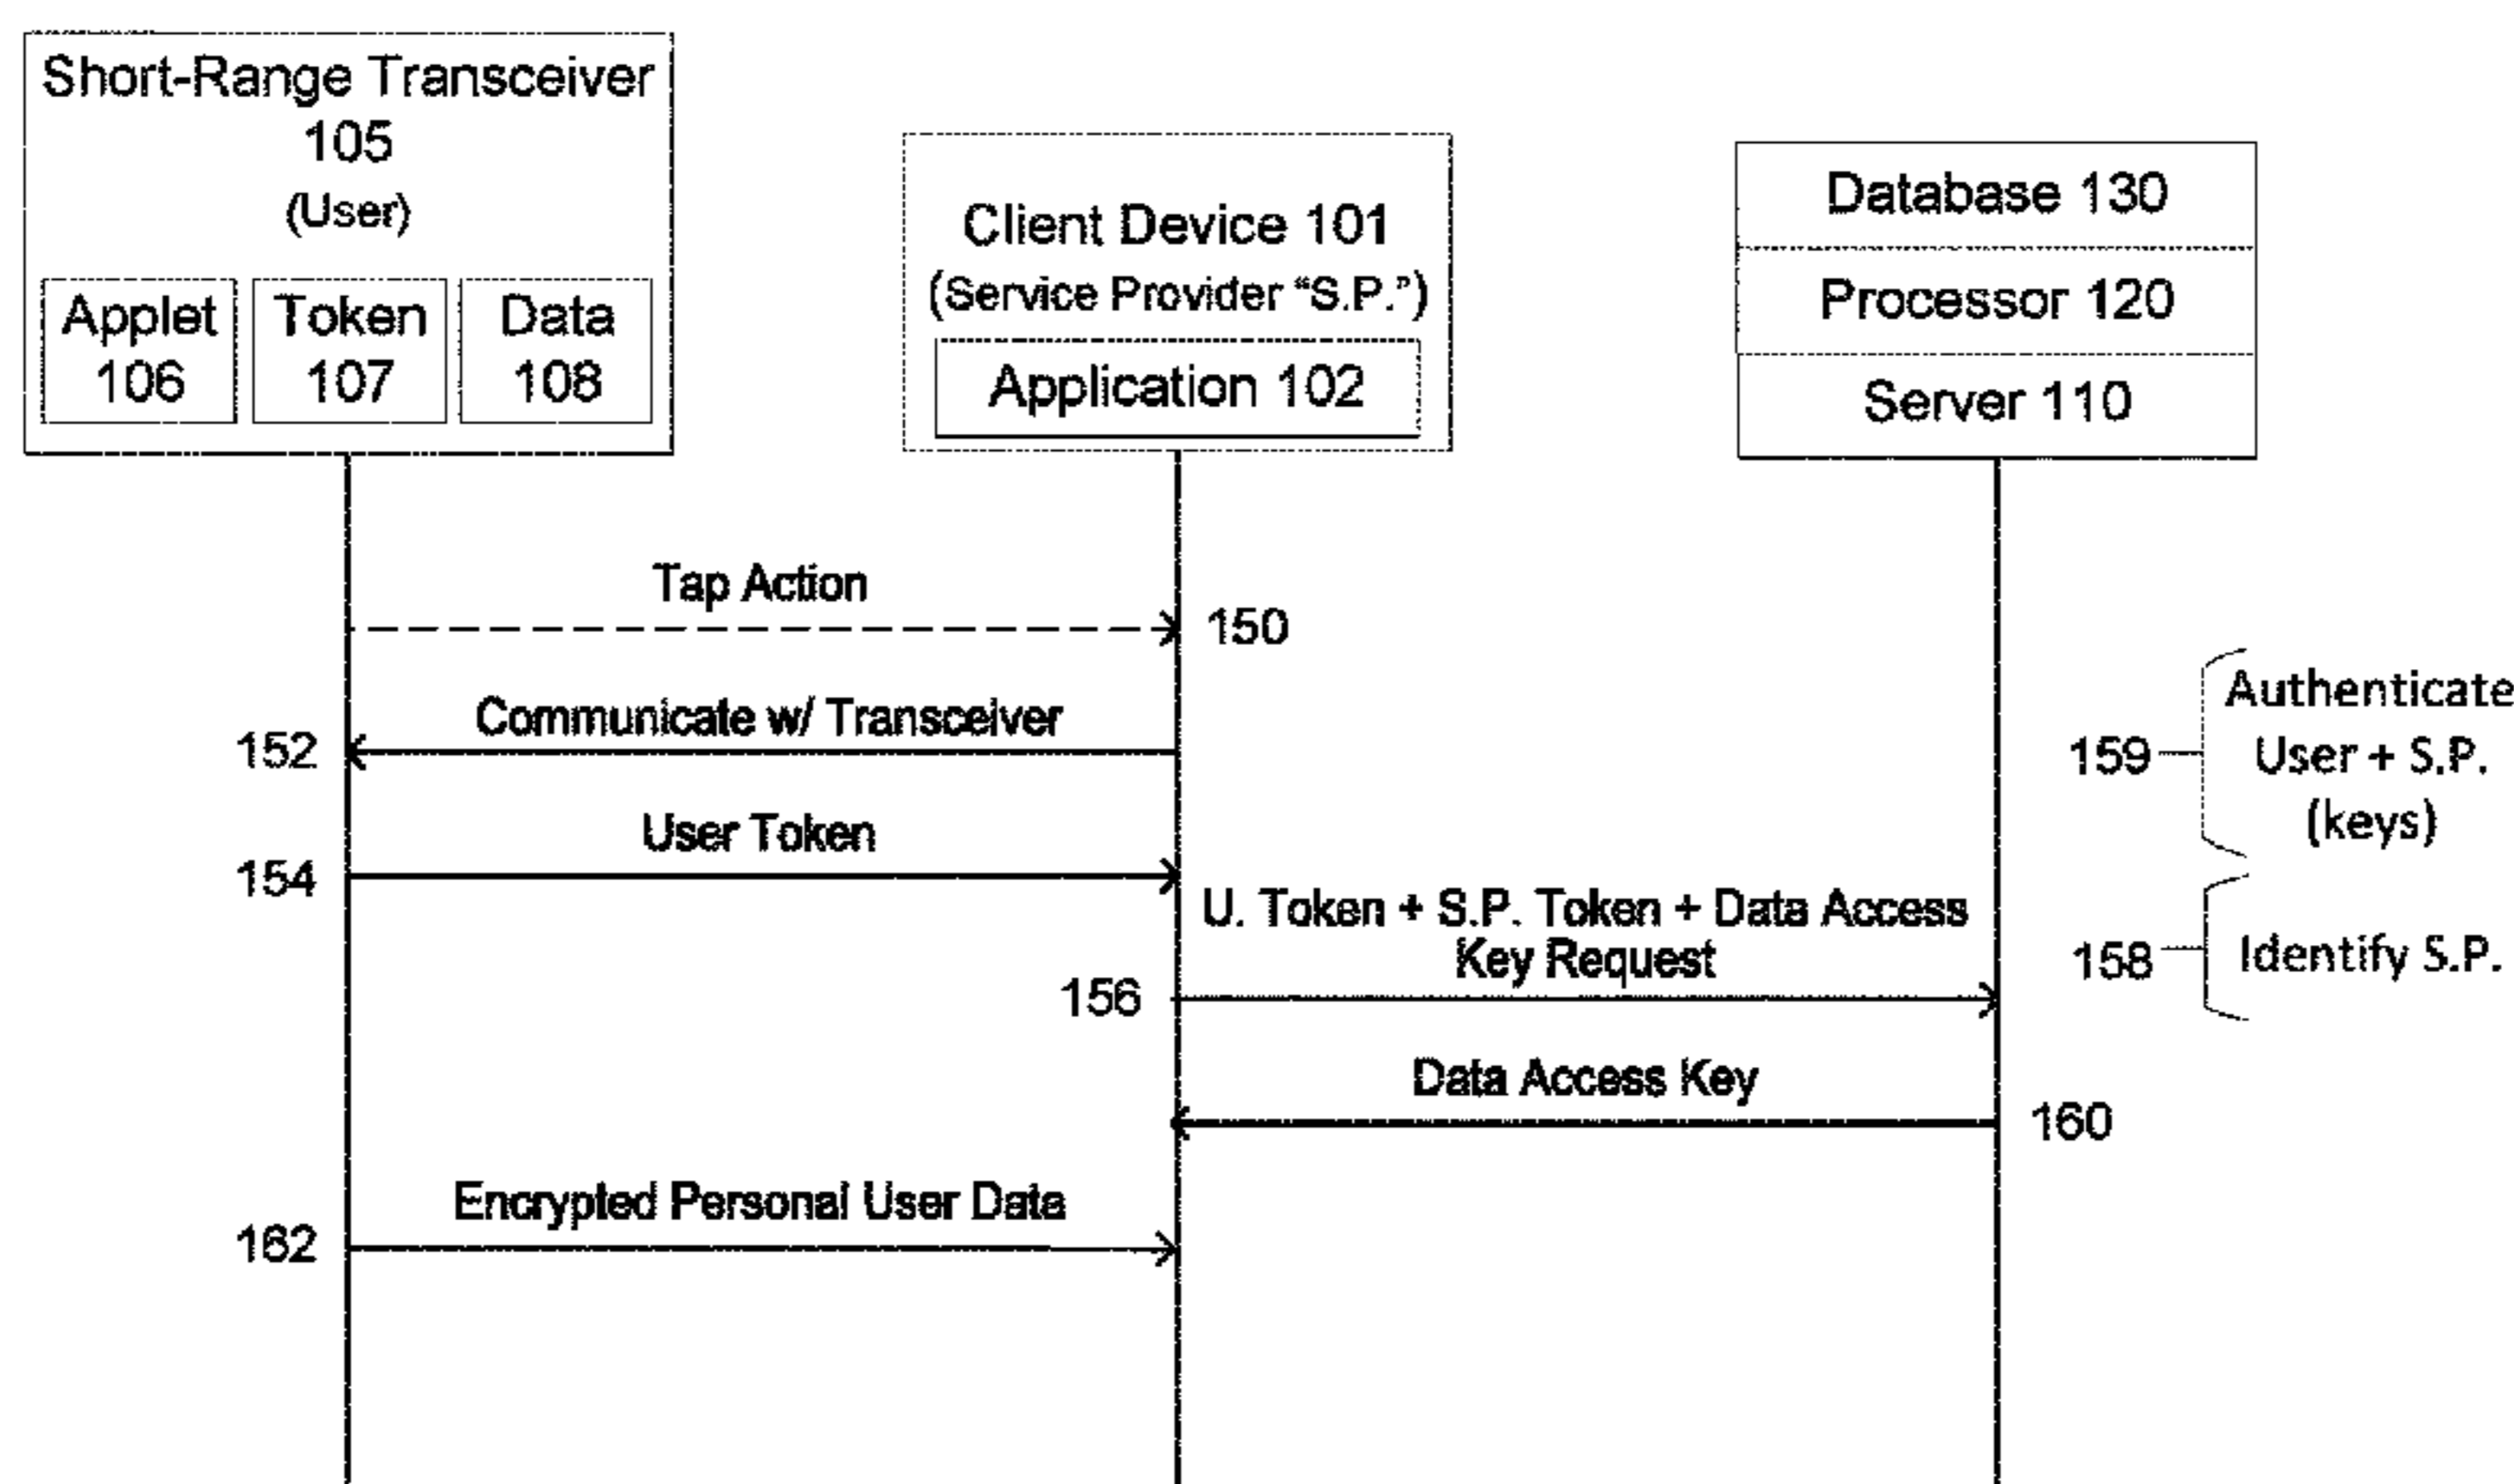 Short-Range Transceiver
105
(User)
Applet
106
Token
107
Data
108
Client Device 101
(Service Provider “S.P.”)
Application 102
Database 130
Processor 120
Server 110
Tap Action
150
Communicate w/ Transceiver
152
User Token
154
Authenticate
User + S.P.
(keys)
159
U. Token + S.P. Token + Data Access
Key Request
156
158
Identify S.P.
Data Access Key
160
Encrypted Personal User Data
162